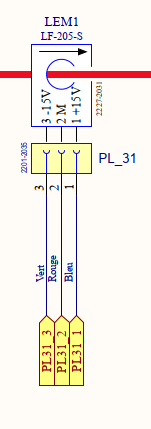 LEM1
LF-205-S
3 -15V
2 M
1 +15V
2227-2031
2201-2035
PL_31
3
2
1
Vert
Rouge
Bleu
PL31_3
PL31_2
PL31_1